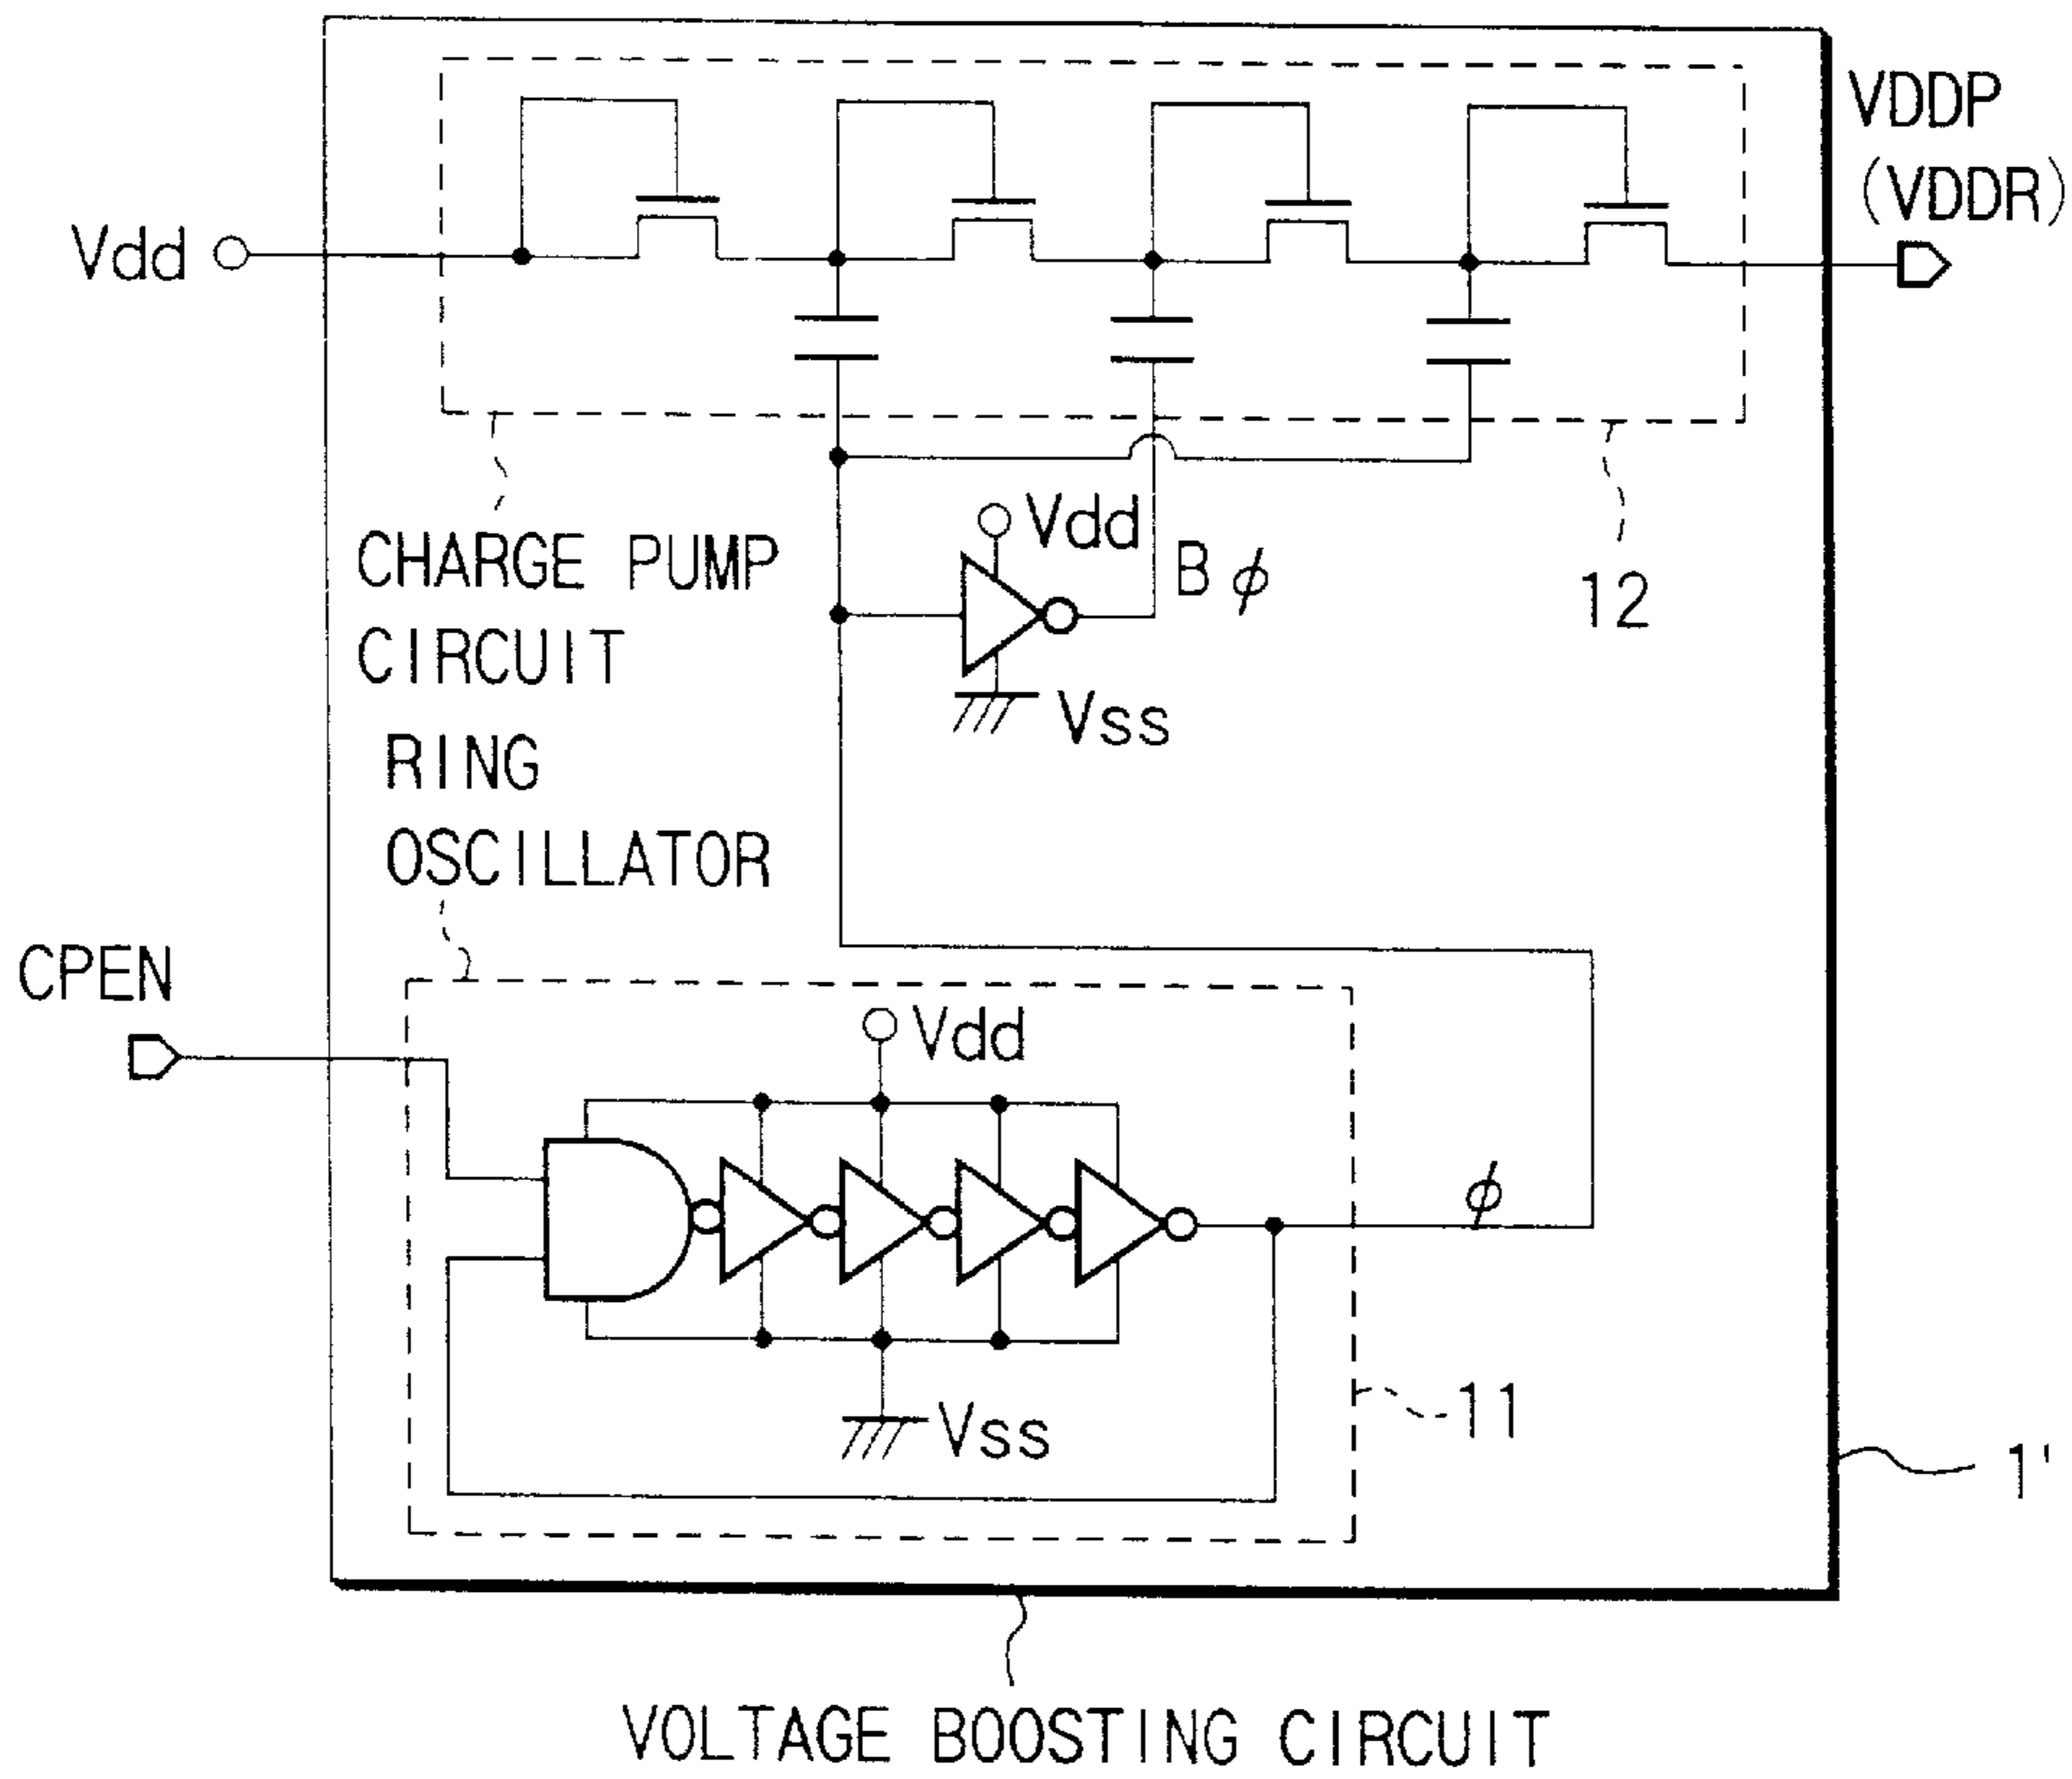 VDDP
(VDDR)
Vdd
Vdd
Bϕ
12
CHARGE PUMP
CIRCUIT
Vss
RING
OSCILLATOR
CPEN
Vdd
ϕ
Vss
11
1'
VOLTAGE BOOSTING CIRCUIT